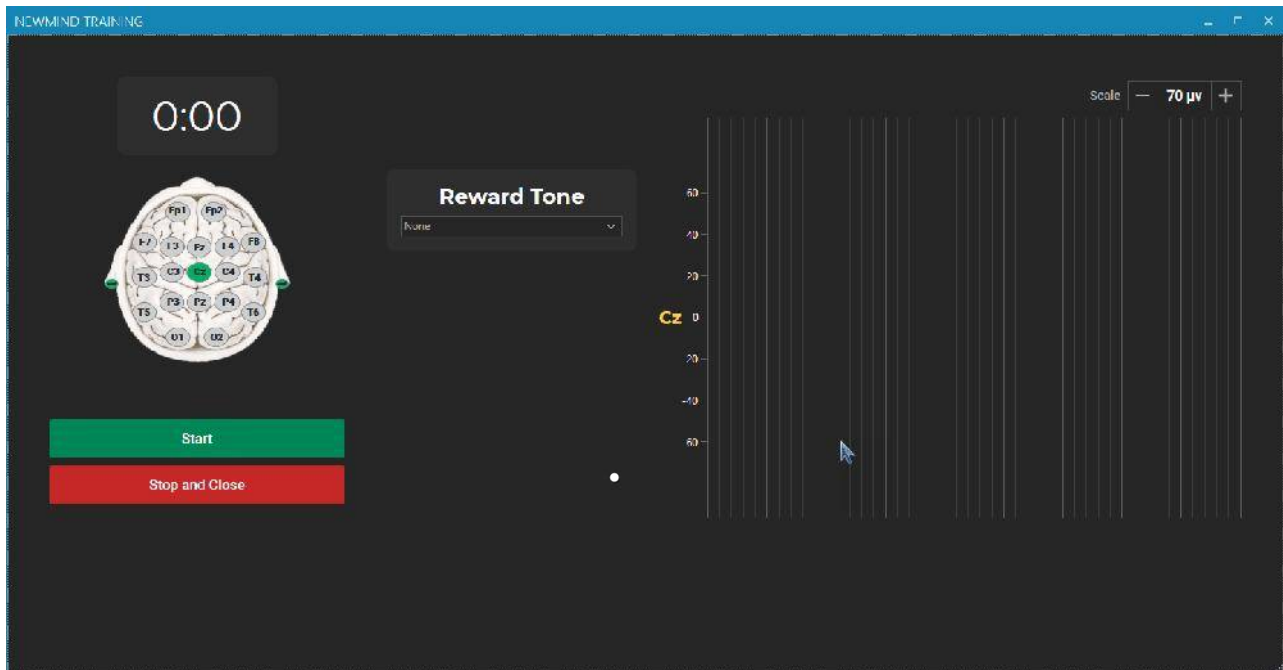 NEWMIND TRAINING
0:00
Scale — 70 μv +
Reward Tone
None
Fp1 Fp2
F7 F3 Fz F4 F8
T3 C3 Cz C4 T4
T5 P3 Pz P4 T6
O1 O2
60
40
20
Cz 0
20
-40
60
Start
Stop and Close